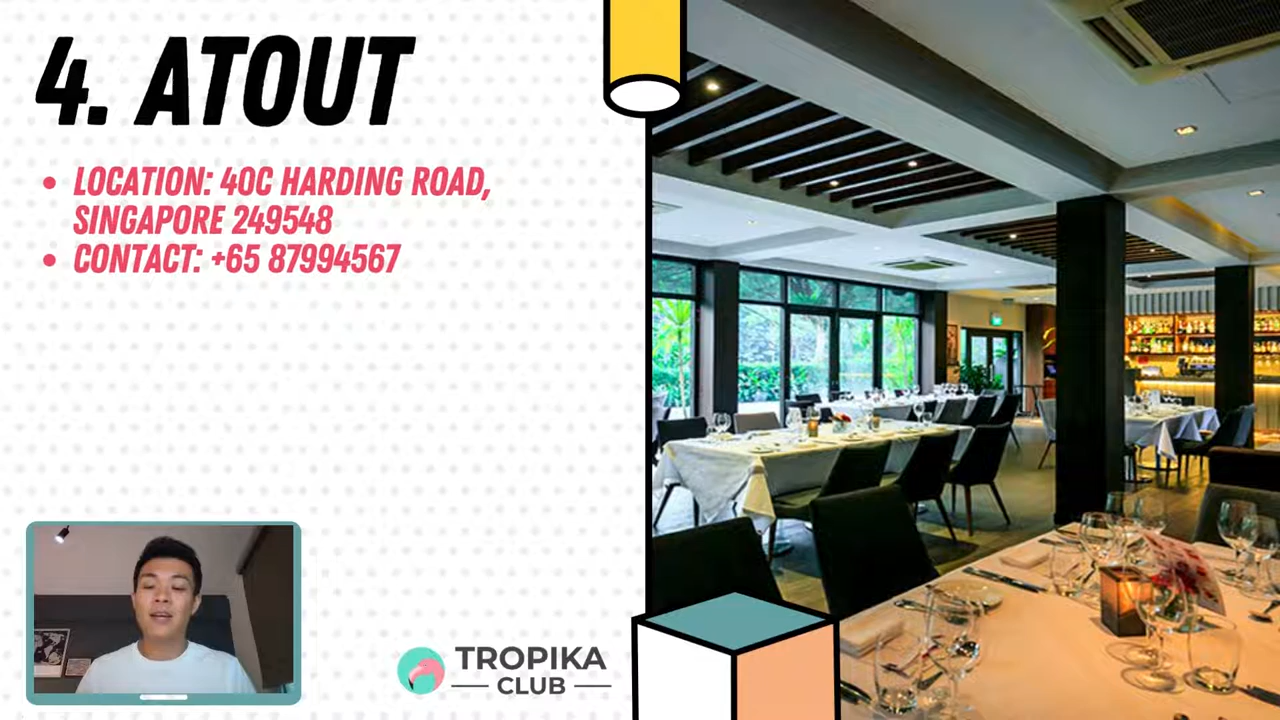 4. ATOUT
• LOCATION: 40C HARDING ROAD,
SINGAPORE 249548
• CONTACT: +65 87994567
TROPIKA
CLUB